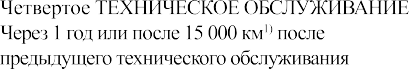 Четвертое ТЕХНИЧЕСКОЕ ОБСЛУЖИВАНИЕ
Через 1 год или после 15 000 км¹⁾ после
предыдущего технического обслуживания